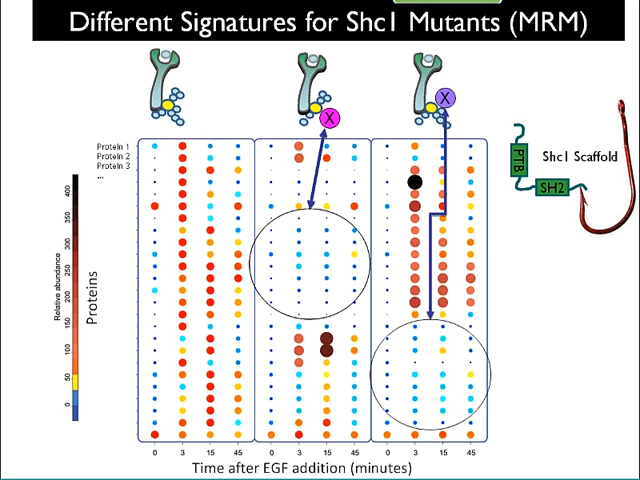 Different Signatures for Shc1 Mutants (MRM)
X
X
Protein 1
Protein 2
Protein 3
...
PTB
Shc1 Scaffold
SH2
Relative abundance
0
50
100
150
200
250
300
350
400
Proteins
0 3 15 45 0 3 15 45 0 3 15 45
Time after EGF addition (minutes)